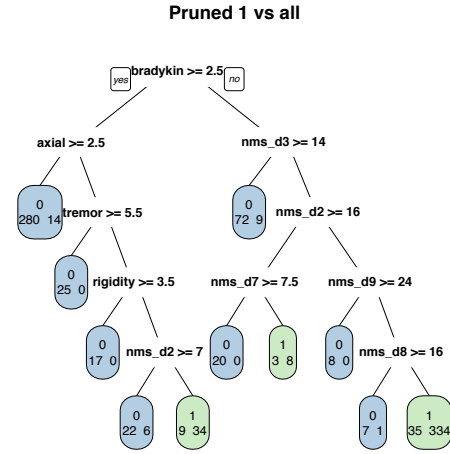 Pruned 1 vs all
yes bradykin >= 2.5 no
axial >= 2.5
nms_d3 >= 14
0
280 14
tremor >= 5.5
0
72 9
nms_d2 >= 16
0
25 0
rigidity >= 3.5
nms_d7 >= 7.5
nms_d9 >= 24
0
17 0
nms_d2 >= 7
0
20 0
1
3 8
0
8 0
nms_d8 >= 16
0
22 6
1
9 34
0
7 1
1
35 334